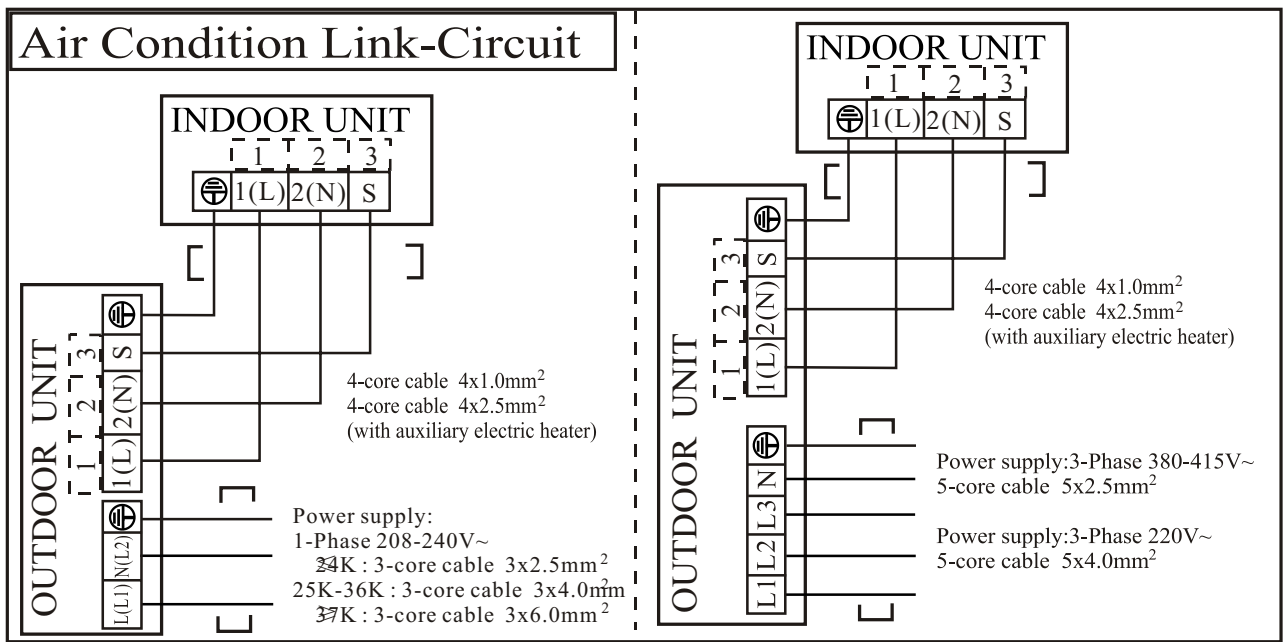 Air Condition Link-Circuit
INDOOR UNIT
1 2 3
1(L) 2(N) S
OUTDOOR UNIT
3 S
2 2(N)
1 1(L)
N(L2)
L(L1)
4-core cable 4x1.0mm²
4-core cable 4x2.5mm²
(with auxiliary electric heater)
Power supply:
1-Phase 208-240V~
≤24K : 3-core cable 3x2.5mm²
25K-36K : 3-core cable 3x4.0mm²
≥37K : 3-core cable 3x6.0mm²
INDOOR UNIT
1 2 3
1(L) 2(N) S
OUTDOOR UNIT
3 S
2 2(N)
1 1(L)
N
L3
L2
L1
4-core cable 4x1.0mm²
4-core cable 4x2.5mm²
(with auxiliary electric heater)
Power supply:3-Phase 380-415V~
5-core cable 5x2.5mm²
Power supply:3-Phase 220V~
5-core cable 5x4.0mm²